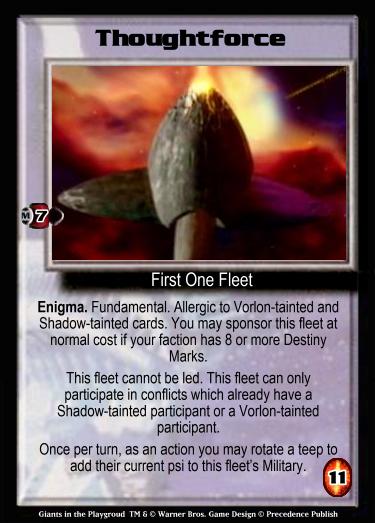 Thoughtforce
M 7
First One Fleet
Enigma. Fundamental. Allergic to Vorlon-tainted and
Shadow-tainted cards. You may sponsor this fleet at
normal cost if your faction has 8 or more Destiny
Marks.
This fleet cannot be led. This fleet can only
participate in conflicts which already have a
Shadow-tainted participant or a Vorlon-tainted
participant.
Once per turn, as an action you may rotate a teep to
add their current psi to this fleet's Military.
11
Giants in the Playgroud TM & © Warner Bros. Game Design © Precedence Publish